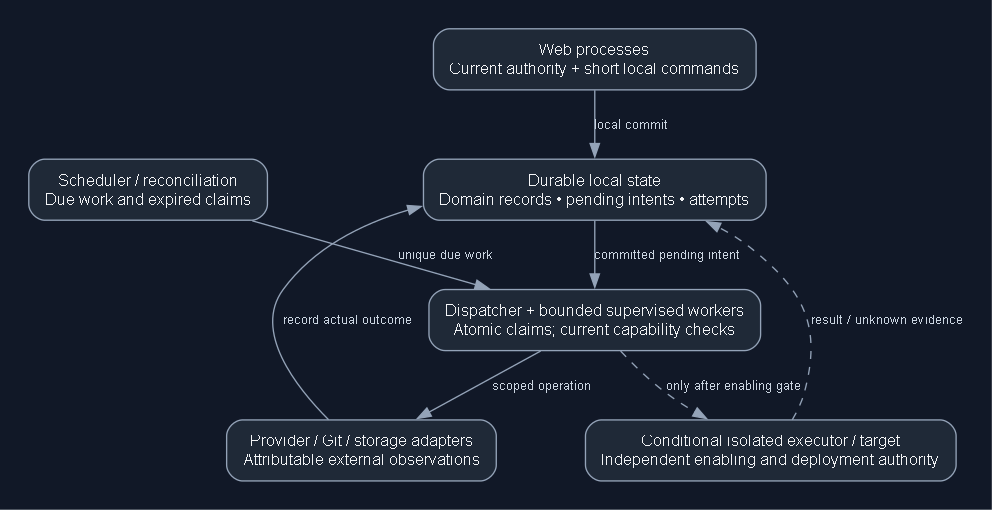 Web processes
Current authority + short local commands
local commit
Scheduler / reconciliation
Due work and expired claims
Durable local state
Domain records • pending intents • attempts
unique due work
committed pending intent
Dispatcher + bounded supervised workers
Atomic claims; current capability checks
record actual outcome
result / unknown evidence
scoped operation
only after enabling gate
Provider / Git / storage adapters
Attributable external observations
Conditional isolated executor / target
Independent enabling and deployment authority